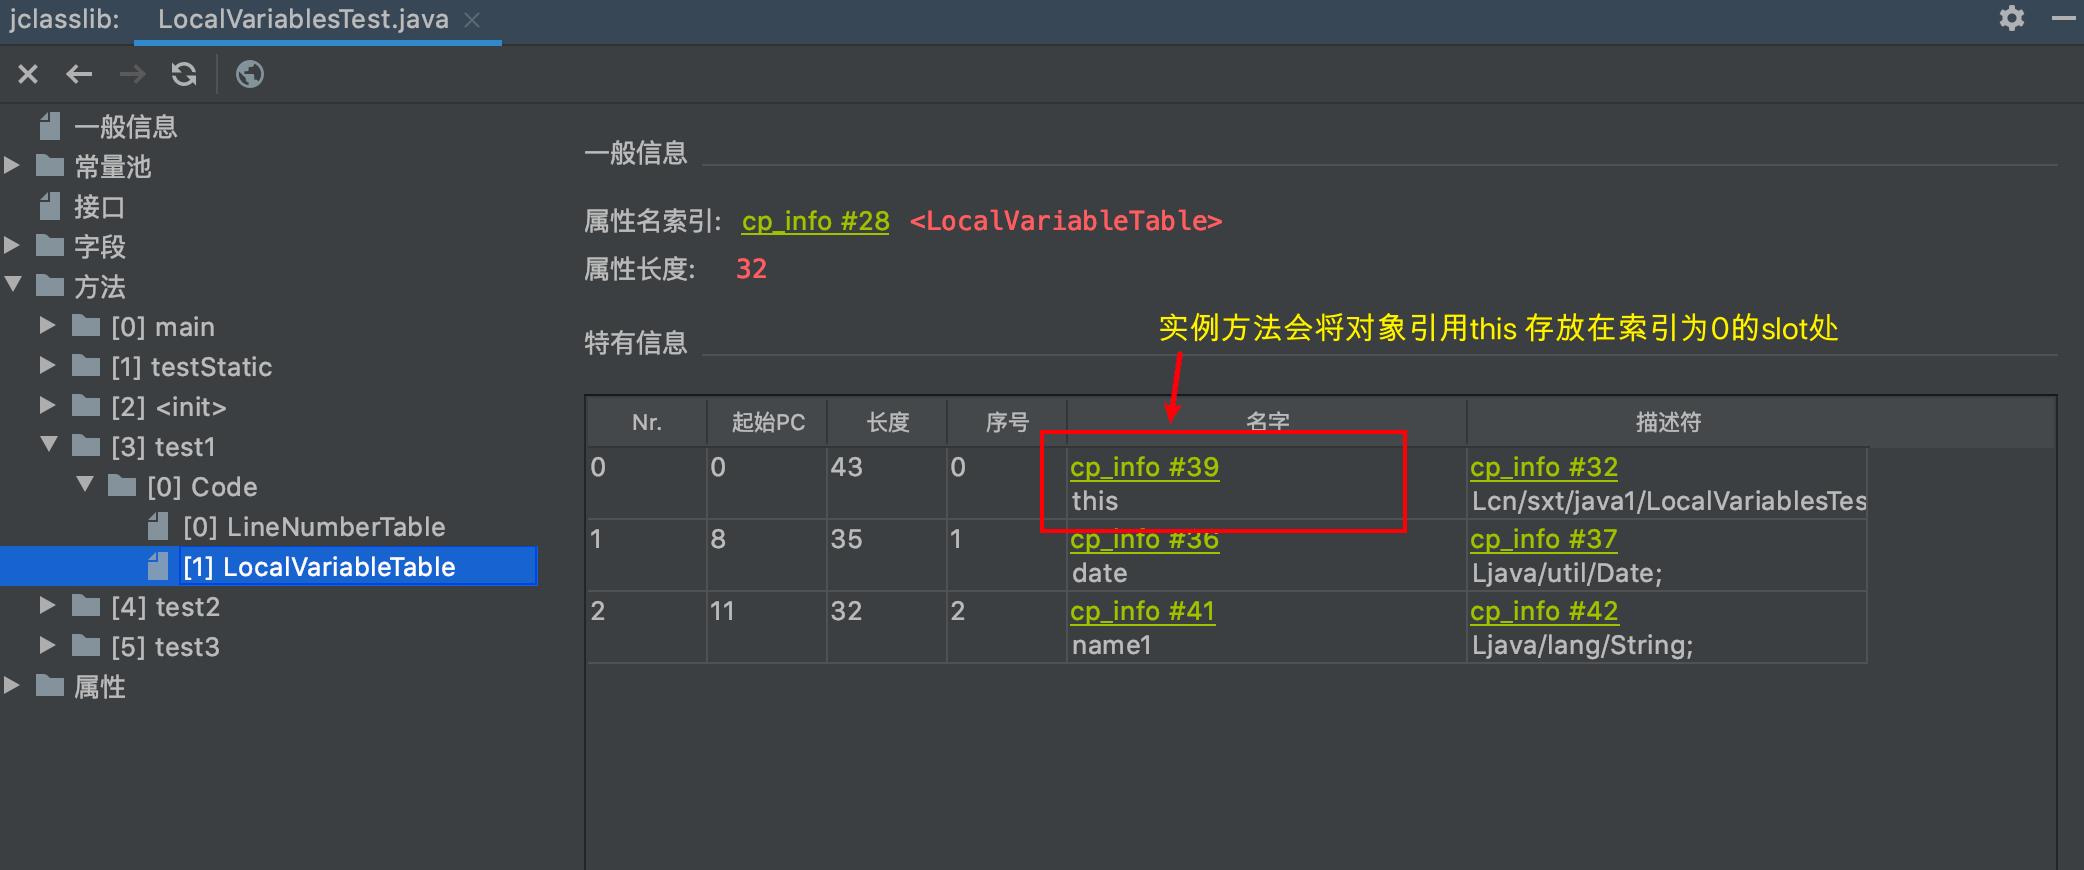 jclasslib: LocalVariablesTest.java
一般信息
常量池
接口
字段
方法
[0] main
[1] testStatic
[2] <init>
[3] test1
[0] Code
[0] LineNumberTable
[1] LocalVariableTable
[4] test2
[5] test3
属性
一般信息
属性名索引: cp_info #28 <LocalVariableTable>
属性长度: 32
实例方法会将对象引用this 存放在索引为0的slot处
特有信息
Nr. 起始PC 长度 序号 名字 描述符
0 0 43 0 cp_info #39 cp_info #32
this Lcn/sxt/java1/LocalVariablesTes
1 8 35 1 cp_info #36 cp_info #37
date Ljava/util/Date;
2 11 32 2 cp_info #41 cp_info #42
name1 Ljava/lang/String;